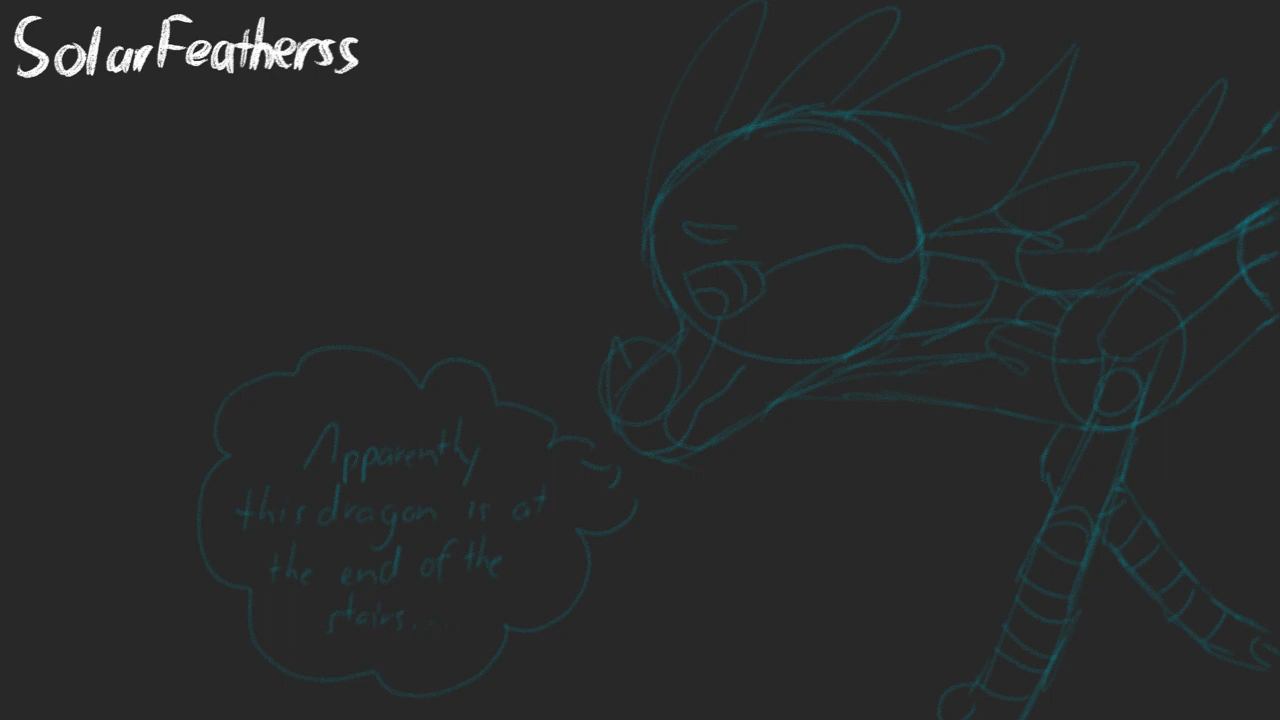 SolarFeatherss
Apparently
this dragon is at
the end of the
stairs.....